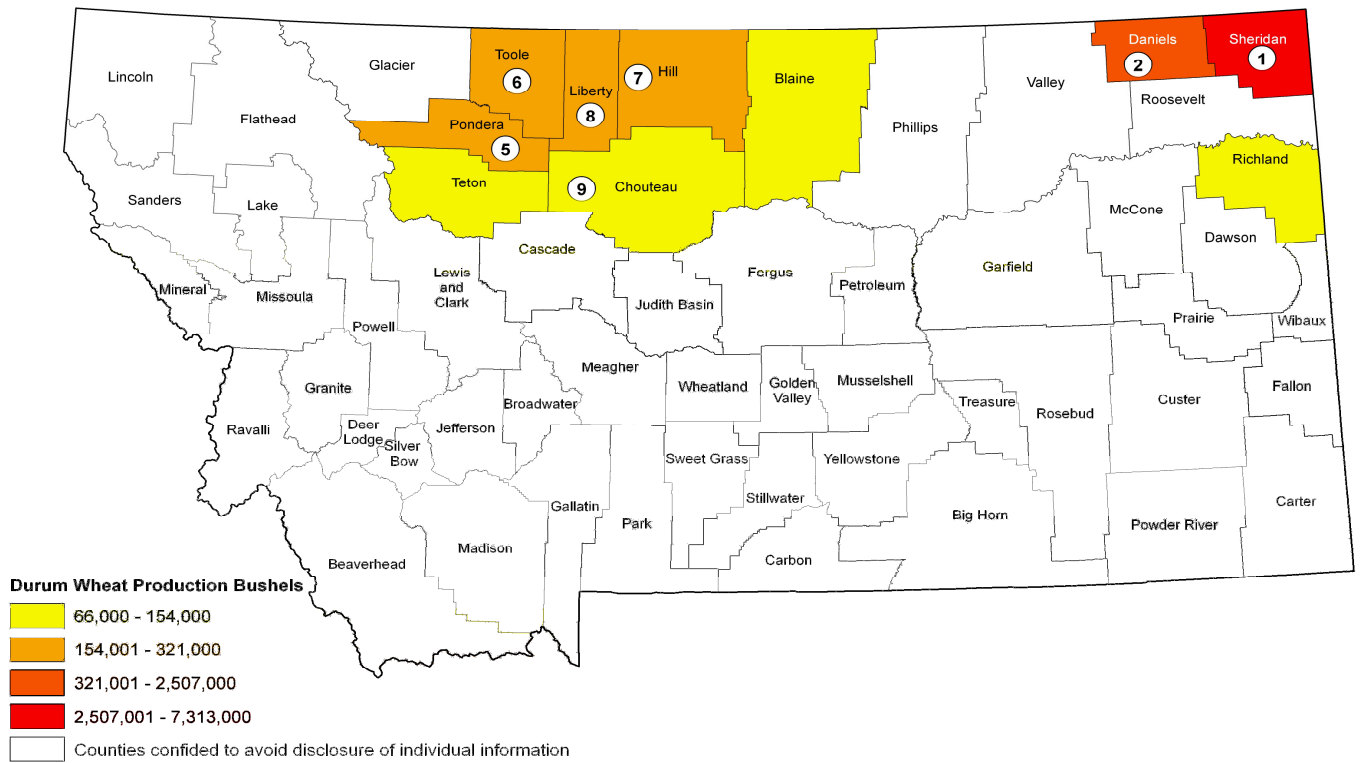 Lincoln
Flathead
Glacier
Toole
6
Liberty
8
7 Hill
Blaine
Phillips
Valley
Daniels
2
Sheridan
1
Roosevelt
Pondera
5
Teton
9 Chouteau
Richland
Sanders
Lake
McCone
Dawson
Cascade
Lewis
and
Clark
Fergus
Petroleum
Garfield
Mineral
Missoula
Powell
Judith Basin
Prairie
Wibaux
Meagher
Granite
Broadwater
Wheatland
Golden
Valley
Musselshell
Treasure
Rosebud
Custer
Fallon
Ravalli
Deer
Lodge
Silver
Bow
Jefferson
Sweet Grass
Yellowstone
Stillwater
Gallatin
Park
Big Horn
Powder River
Carter
Beaverhead
Madison
Carbon
Durum Wheat Production Bushels
66,000 - 154,000
154,001 - 321,000
321,001 - 2,507,000
2,507,001 - 7,313,000
Counties confided to avoid disclosure of individual information